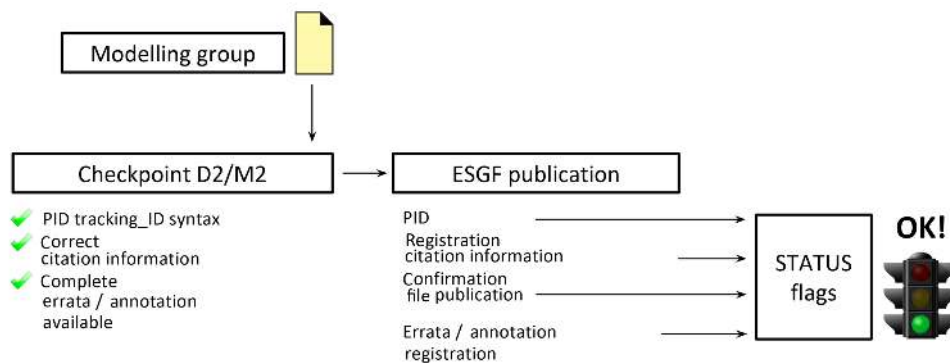 Modelling group
Checkpoint D2/M2
ESGF publication
PID tracking_ID syntax
Correct
citation information
Complete
errata / annotation
available
PID
Registration
citation information
Confirmation
file publication
Errata / annotation
registration
STATUS
flags
OK!